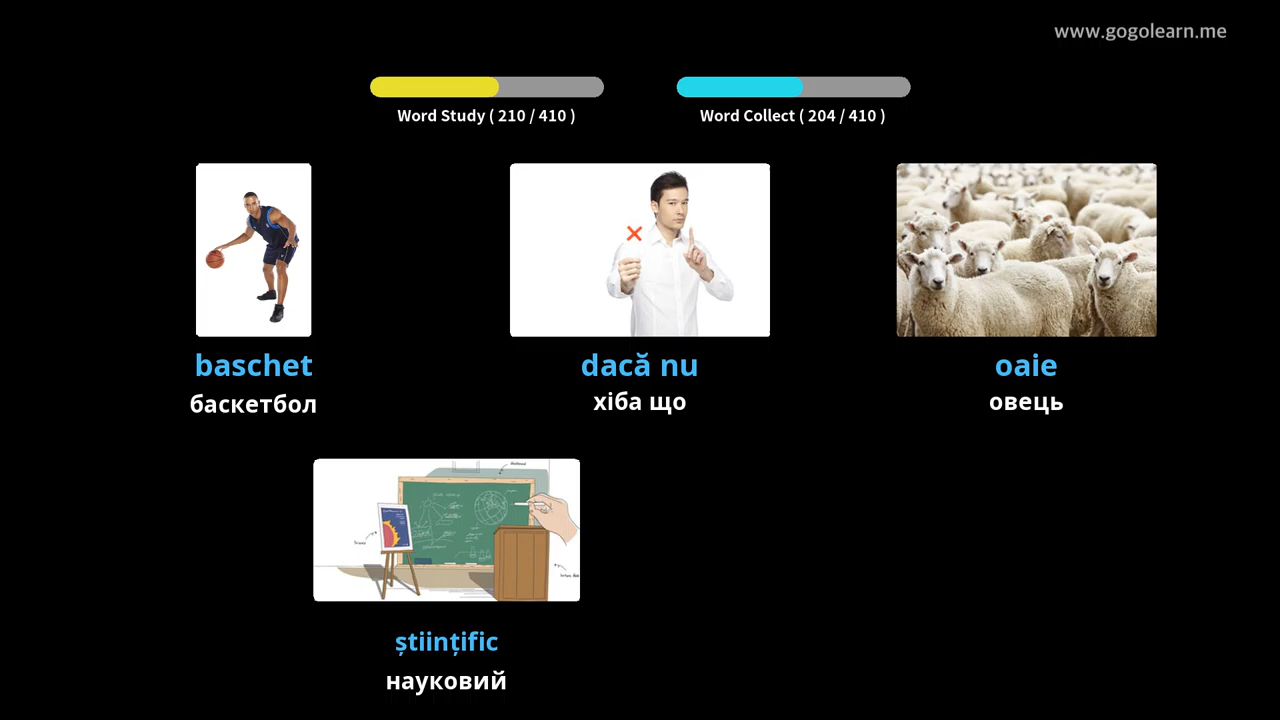 www.gogolearn.me
Word Study ( 210 / 410 )
Word Collect ( 204 / 410 )
baschet
баскетбол
dacă nu
хіба що
oaie
овець
științific
науковий